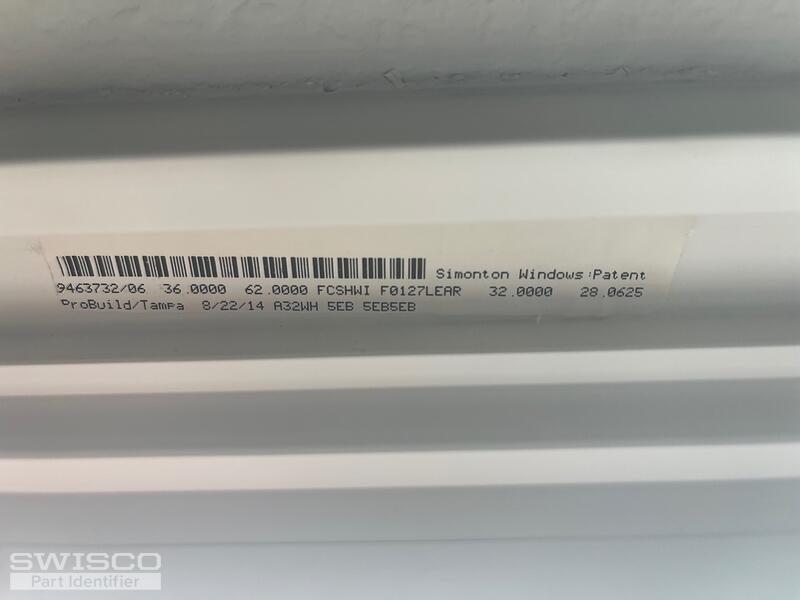 Simonton Windows:Patent
9463732/06 36.0000 62.0000 FCSHWI F0127LEAR 32.0000 28.0625
ProBuild/Tampa 8/22/14 A32WH 5EB 5EB5EB
SWISCO
Part Identifier